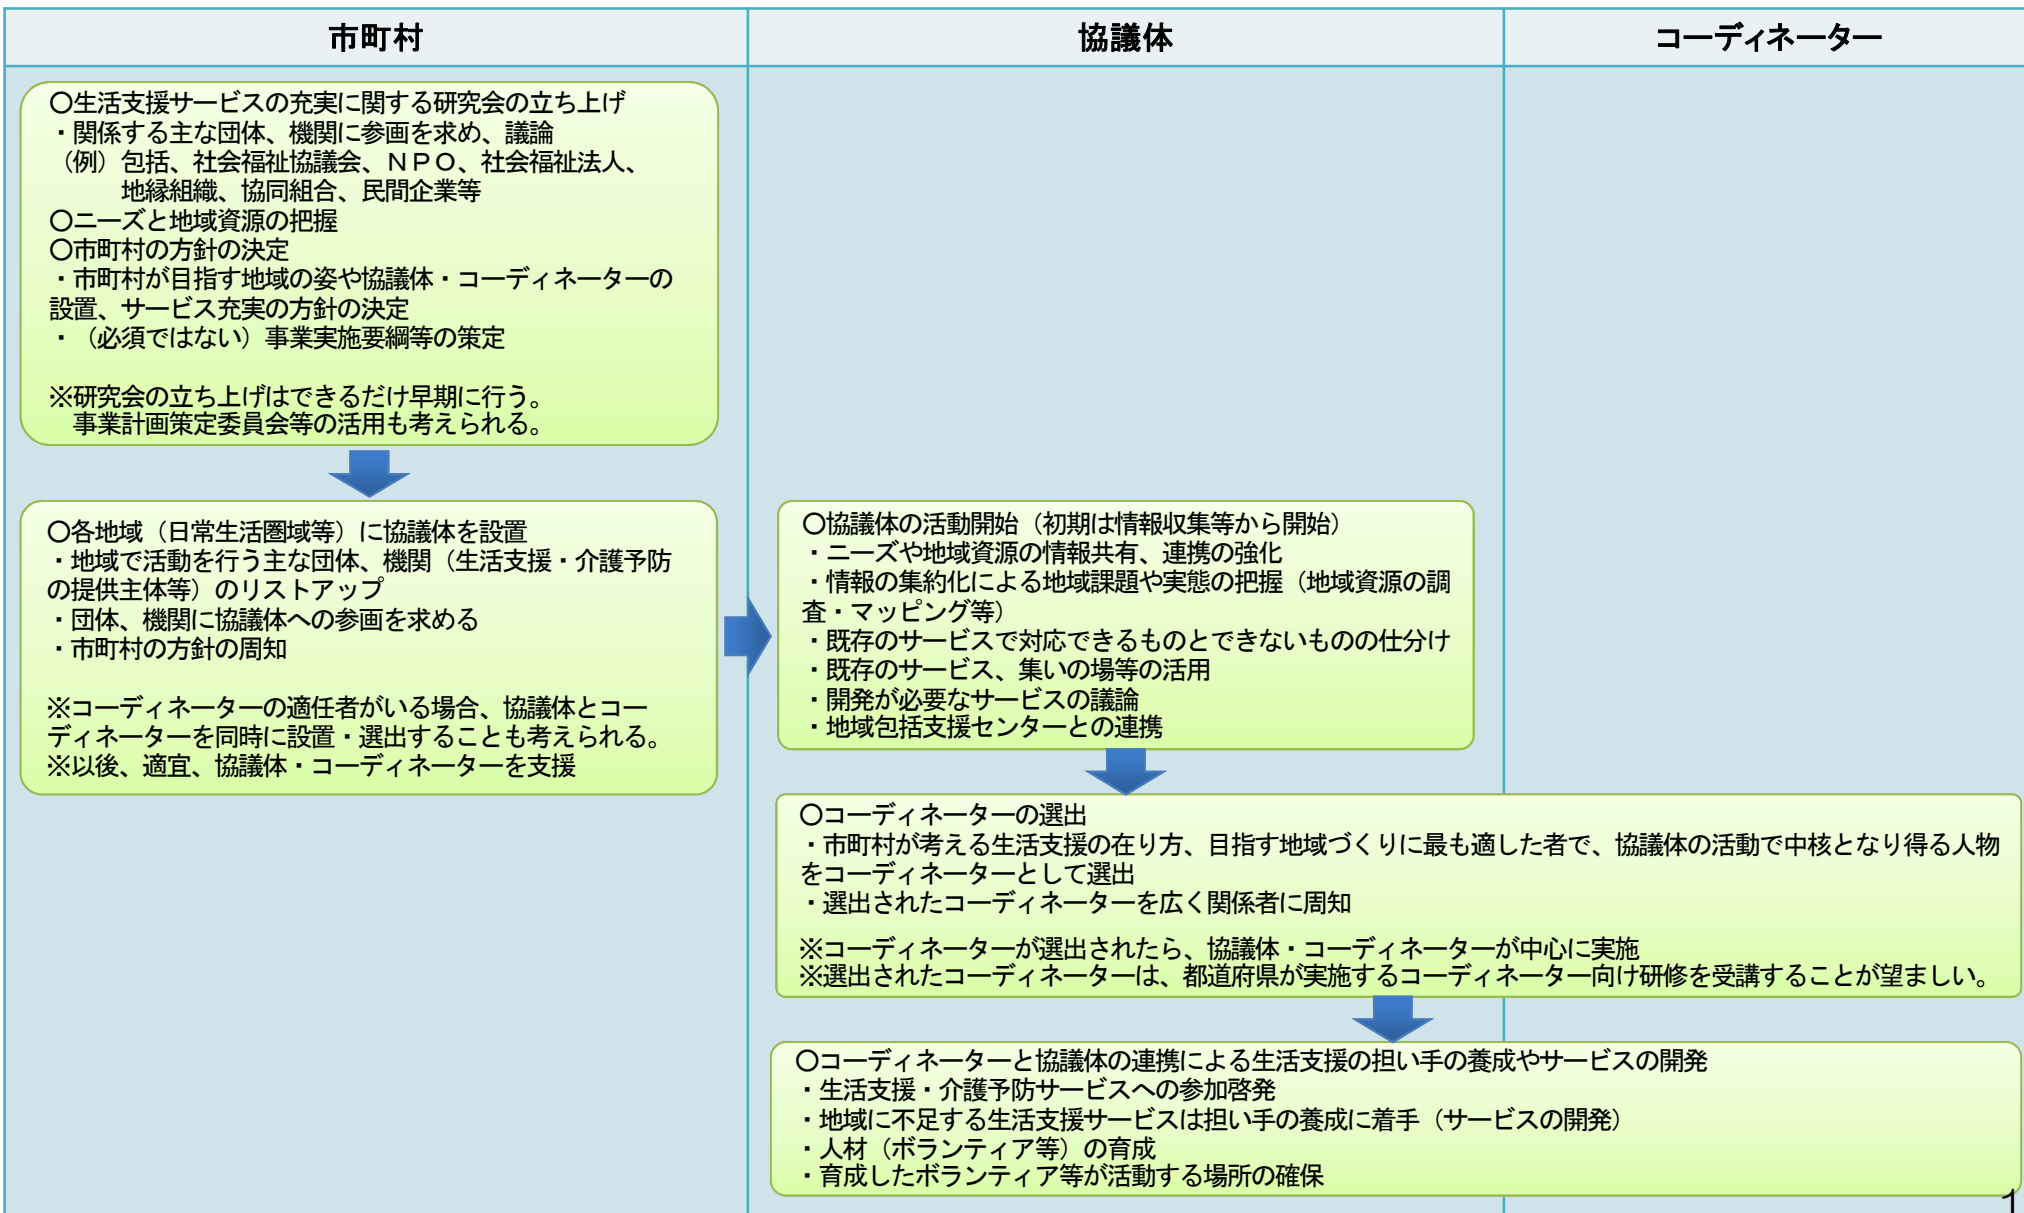 市町村
協議体
コーディネーター
〇生活支援サービスの充実に関する研究会の立ち上げ
・関係する主な団体、機関に参画を求め、議論
（例）包括、社会福祉協議会、ＮＰＯ、社会福祉法人、
地縁組織、協同組合、民間企業等
〇ニーズと地域資源の把握
〇市町村の方針の決定
・市町村が目指す地域の姿や協議体・コーディネーターの
設置、サービス充実の方針の決定
・（必須ではない）事業実施要綱等の策定
※研究会の立ち上げはできるだけ早期に行う。
事業計画策定委員会等の活用も考えられる。
〇各地域（日常生活圏域等）に協議体を設置
・地域で活動を行う主な団体、機関（生活支援・介護予防
の提供主体等）のリストアップ
・団体、機関に協議体への参画を求める
・市町村の方針の周知
※コーディネーターの適任者がいる場合、協議体とコー
ディネーターを同時に設置・選出することも考えられる。
※以後、適宜、協議体・コーディネーターを支援
〇協議体の活動開始（初期は情報収集等から開始）
・ニーズや地域資源の情報共有、連携の強化
・情報の集約化による地域課題や実態の把握（地域資源の調
査・マッピング等）
・既存のサービスで対応できるものとできないものの仕分け
・既存のサービス、集いの場等の活用
・開発が必要なサービスの議論
・地域包括支援センターとの連携
〇コーディネーターの選出
・市町村が考える生活支援の在り方、目指す地域づくりに最も適した者で、協議体の活動で中核となり得る人物
をコーディネーターとして選出
・選出されたコーディネーターを広く関係者に周知
※コーディネーターが選出されたら、協議体・コーディネーターが中心に実施
※選出されたコーディネーターは、都道府県が実施するコーディネーター向け研修を受講することが望ましい。
〇コーディネーターと協議体の連携による生活支援の担い手の養成やサービスの開発
・生活支援・介護予防サービスへの参加啓発
・地域に不足する生活支援サービスは担い手の養成に着手（サービスの開発）
・人材（ボランティア等）の育成
・育成したボランティア等が活動する場所の確保
1